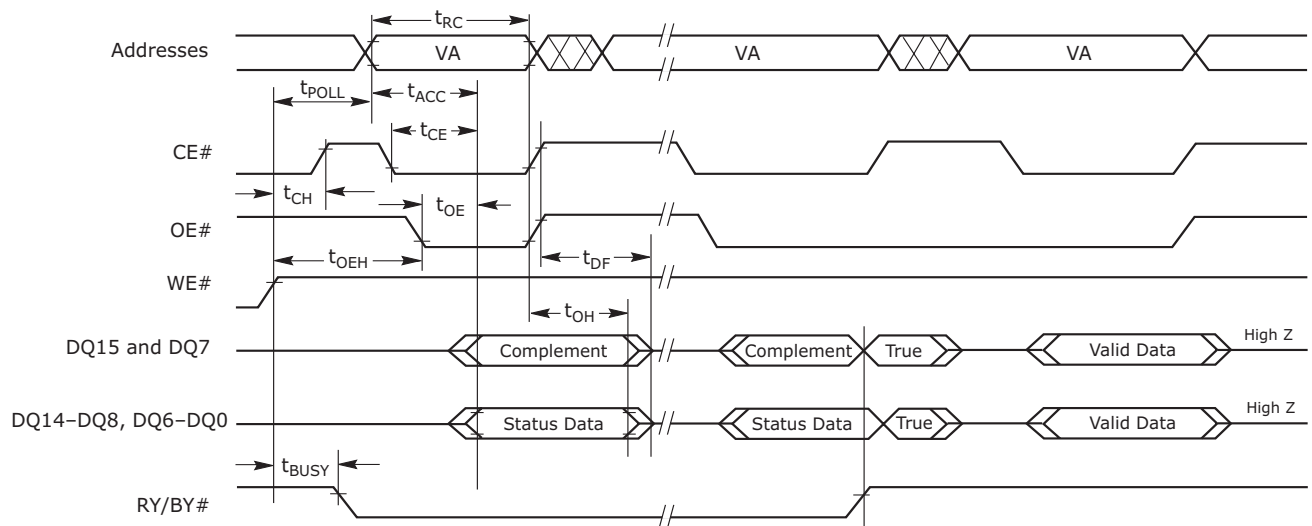 tRC
Addresses VA VA VA
tPOLL tACC
tCE
CE#
tCH tOE
OE#
tOEH tDF
WE#
tOH
DQ15 and DQ7 Complement Complement True Valid Data High Z
DQ14–DQ8, DQ6–DQ0 Status Data Status Data True Valid Data High Z
tBUSY
RY/BY#